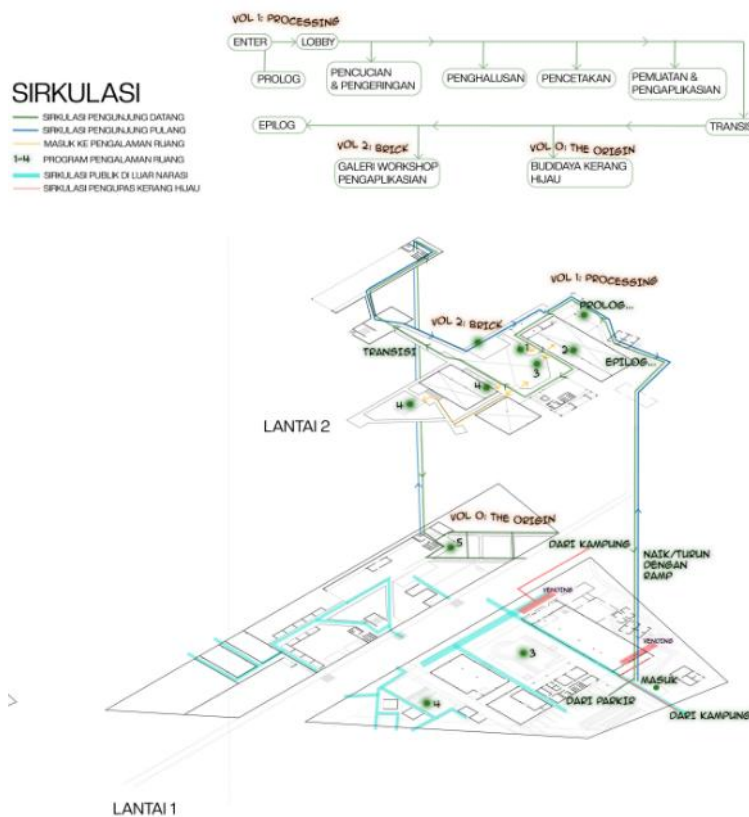 VOL 1: PROCESSING
ENTER
LOBBY
PROLOG
PENCUCIAN
& PENGERINGAN
PENGHALUSAN
PENCETAKAN
PEMUATAN &
PENGAPLIKASIAN
SIRKULASI
SIRKULASI PENGUNJUNG DATANG
SIRKULASI PENGUNJUNG PULANG
MASUK KE PENGALAMAN RUANG
1-4 PROGRAM PENGALAMAN RUANG
SIRKULASI PUBLIK DI LUAR NARASI
SIRKULASI PENGUPAS KERANG HIJAU
EPILOG
TRANSISI
VOL 2: BRICK
VOL 0: THE ORIGIN
GALERI WORKSHOP
PENGAPLIKASIAN
BUDIDAYA KERANG
HIJAU
VOL 1: PROCESSING
PROLOG...
VOL 2: BRICK
TRANSISI
1
2
3
EPILOG...
4
4
LANTAI 2
VOL 0: THE ORIGIN
5
DARI KAMPUNG
NAIK/TURUN
DENGAN
RAMP
3
MASUK
DARI PARKIR
4
DARI KAMPUNG
LANTAI 1